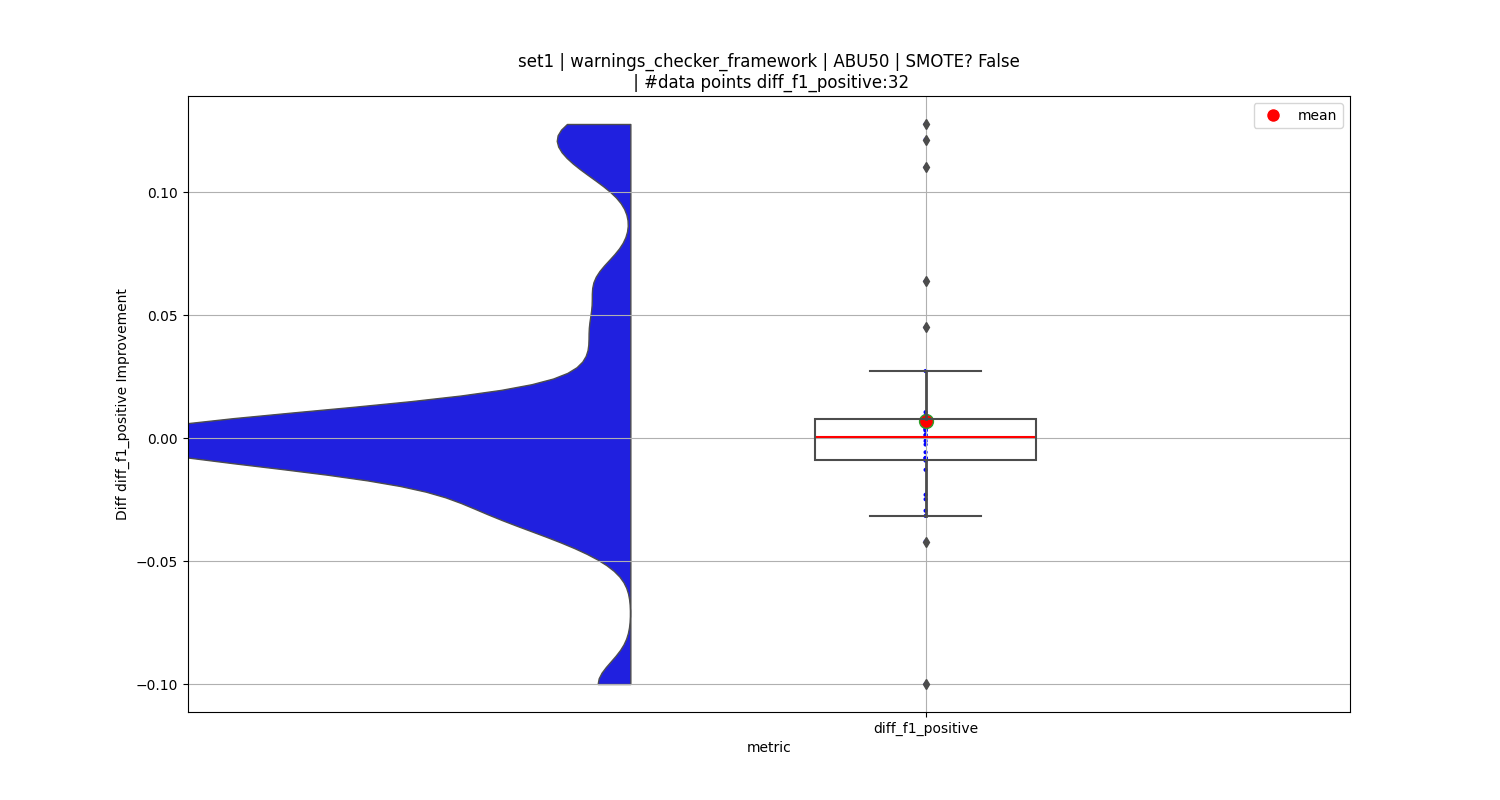 set1 | warnings_checker_framework | ABU50 | SMOTE? False
| #data points diff_f1_positive:32
mean
0.10
0.05
0.00
−0.05
−0.10
Diff diff_f1_positive Improvement
diff_f1_positive
metric